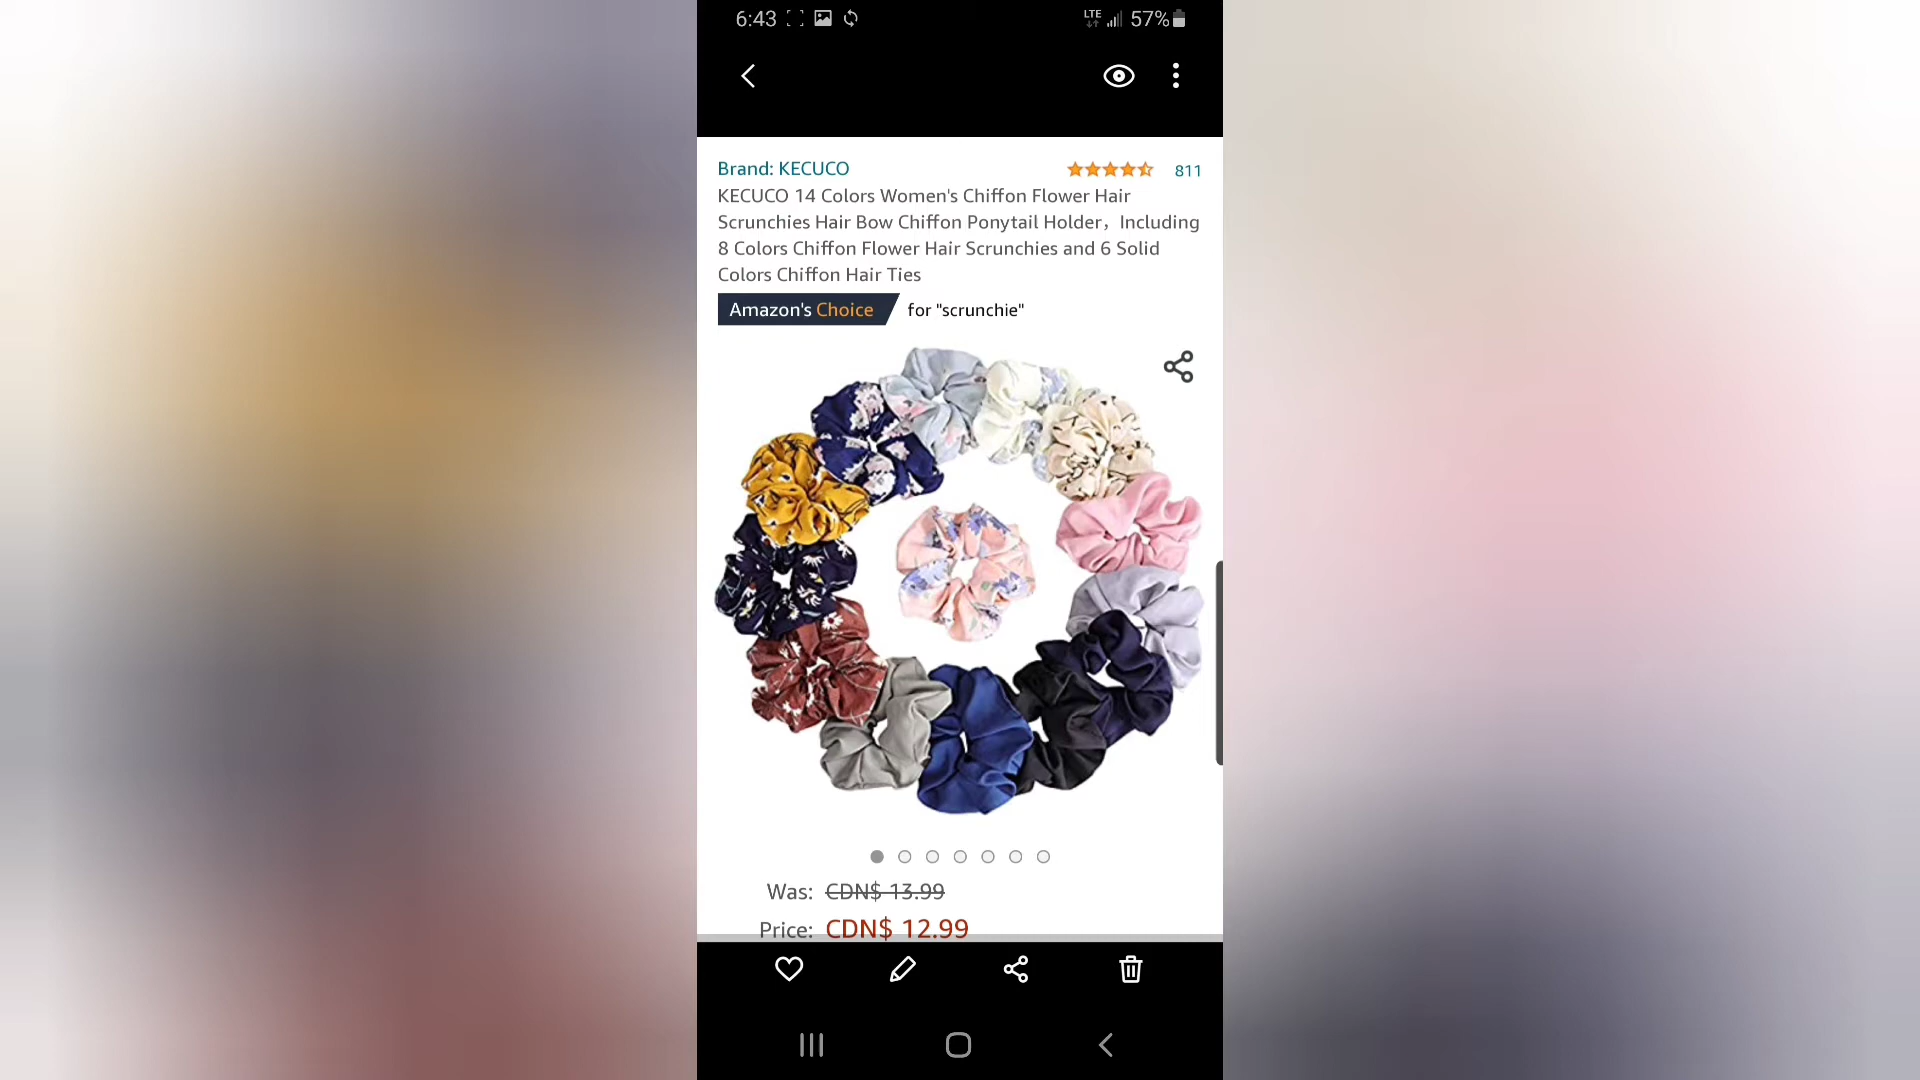 6:43 LTE 57%
Brand: KECUCO 811
KECUCO 14 Colors Women's Chiffon Flower Hair
Scrunchies Hair Bow Chiffon Ponytail Holder，Including
8 Colors Chiffon Flower Hair Scrunchies and 6 Solid
Colors Chiffon Hair Ties
Amazon's Choice for "scrunchie"
Was: CDN$ 13.99
Price: CDN$ 12.99